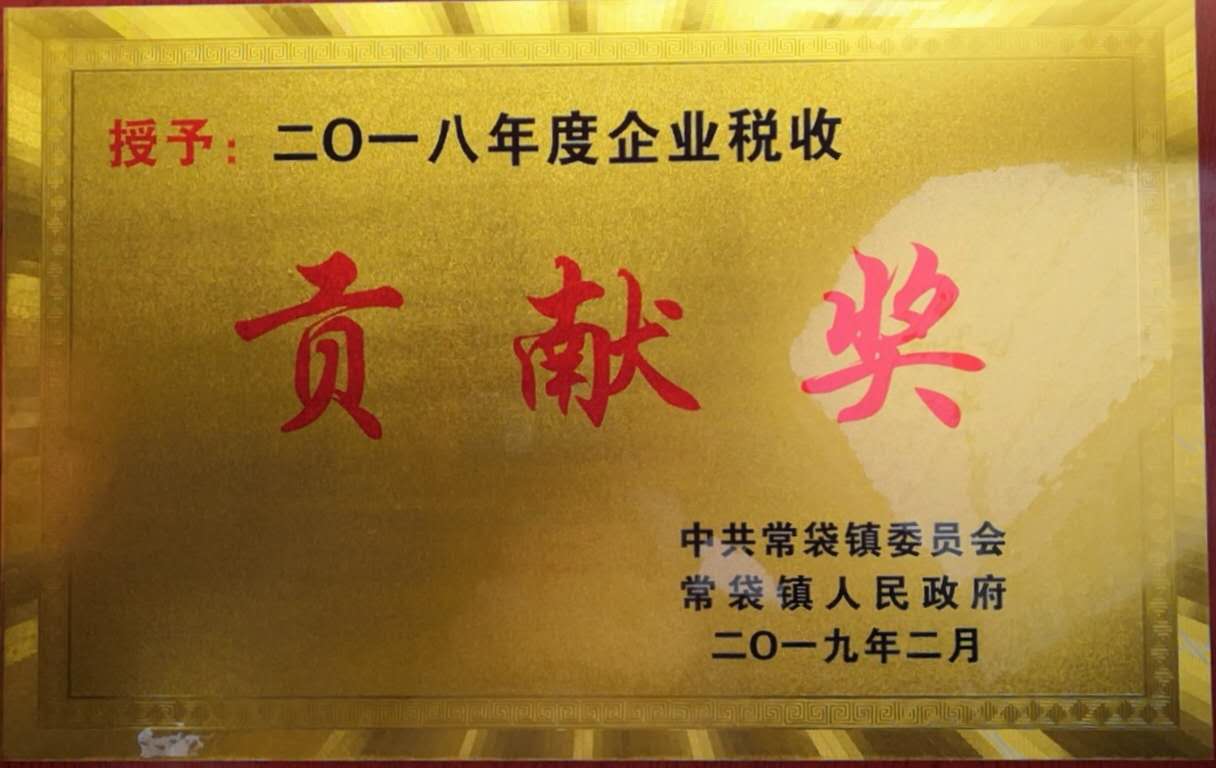 授予：二〇一八年度企业税收
贡献奖
中共常袋镇委员会
常袋镇人民政府
二〇一九年二月